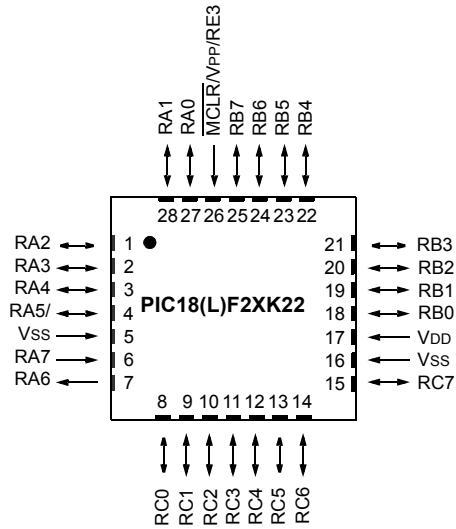 RA1
RA0
MCLR/VPP/RE3
RB7
RB6
RB5
RB4
28 27 26 25 24 23 22
RA2 1
RA3 2
RA4 3
RA5/ 4
VSS 5
RA7 6
RA6 7
PIC18(L)F2XK22
21 RB3
20 RB2
19 RB1
18 RB0
17 VDD
16 VSS
15 RC7
8 9 10 11 12 13 14
RC0
RC1
RC2
RC3
RC4
RC5
RC6